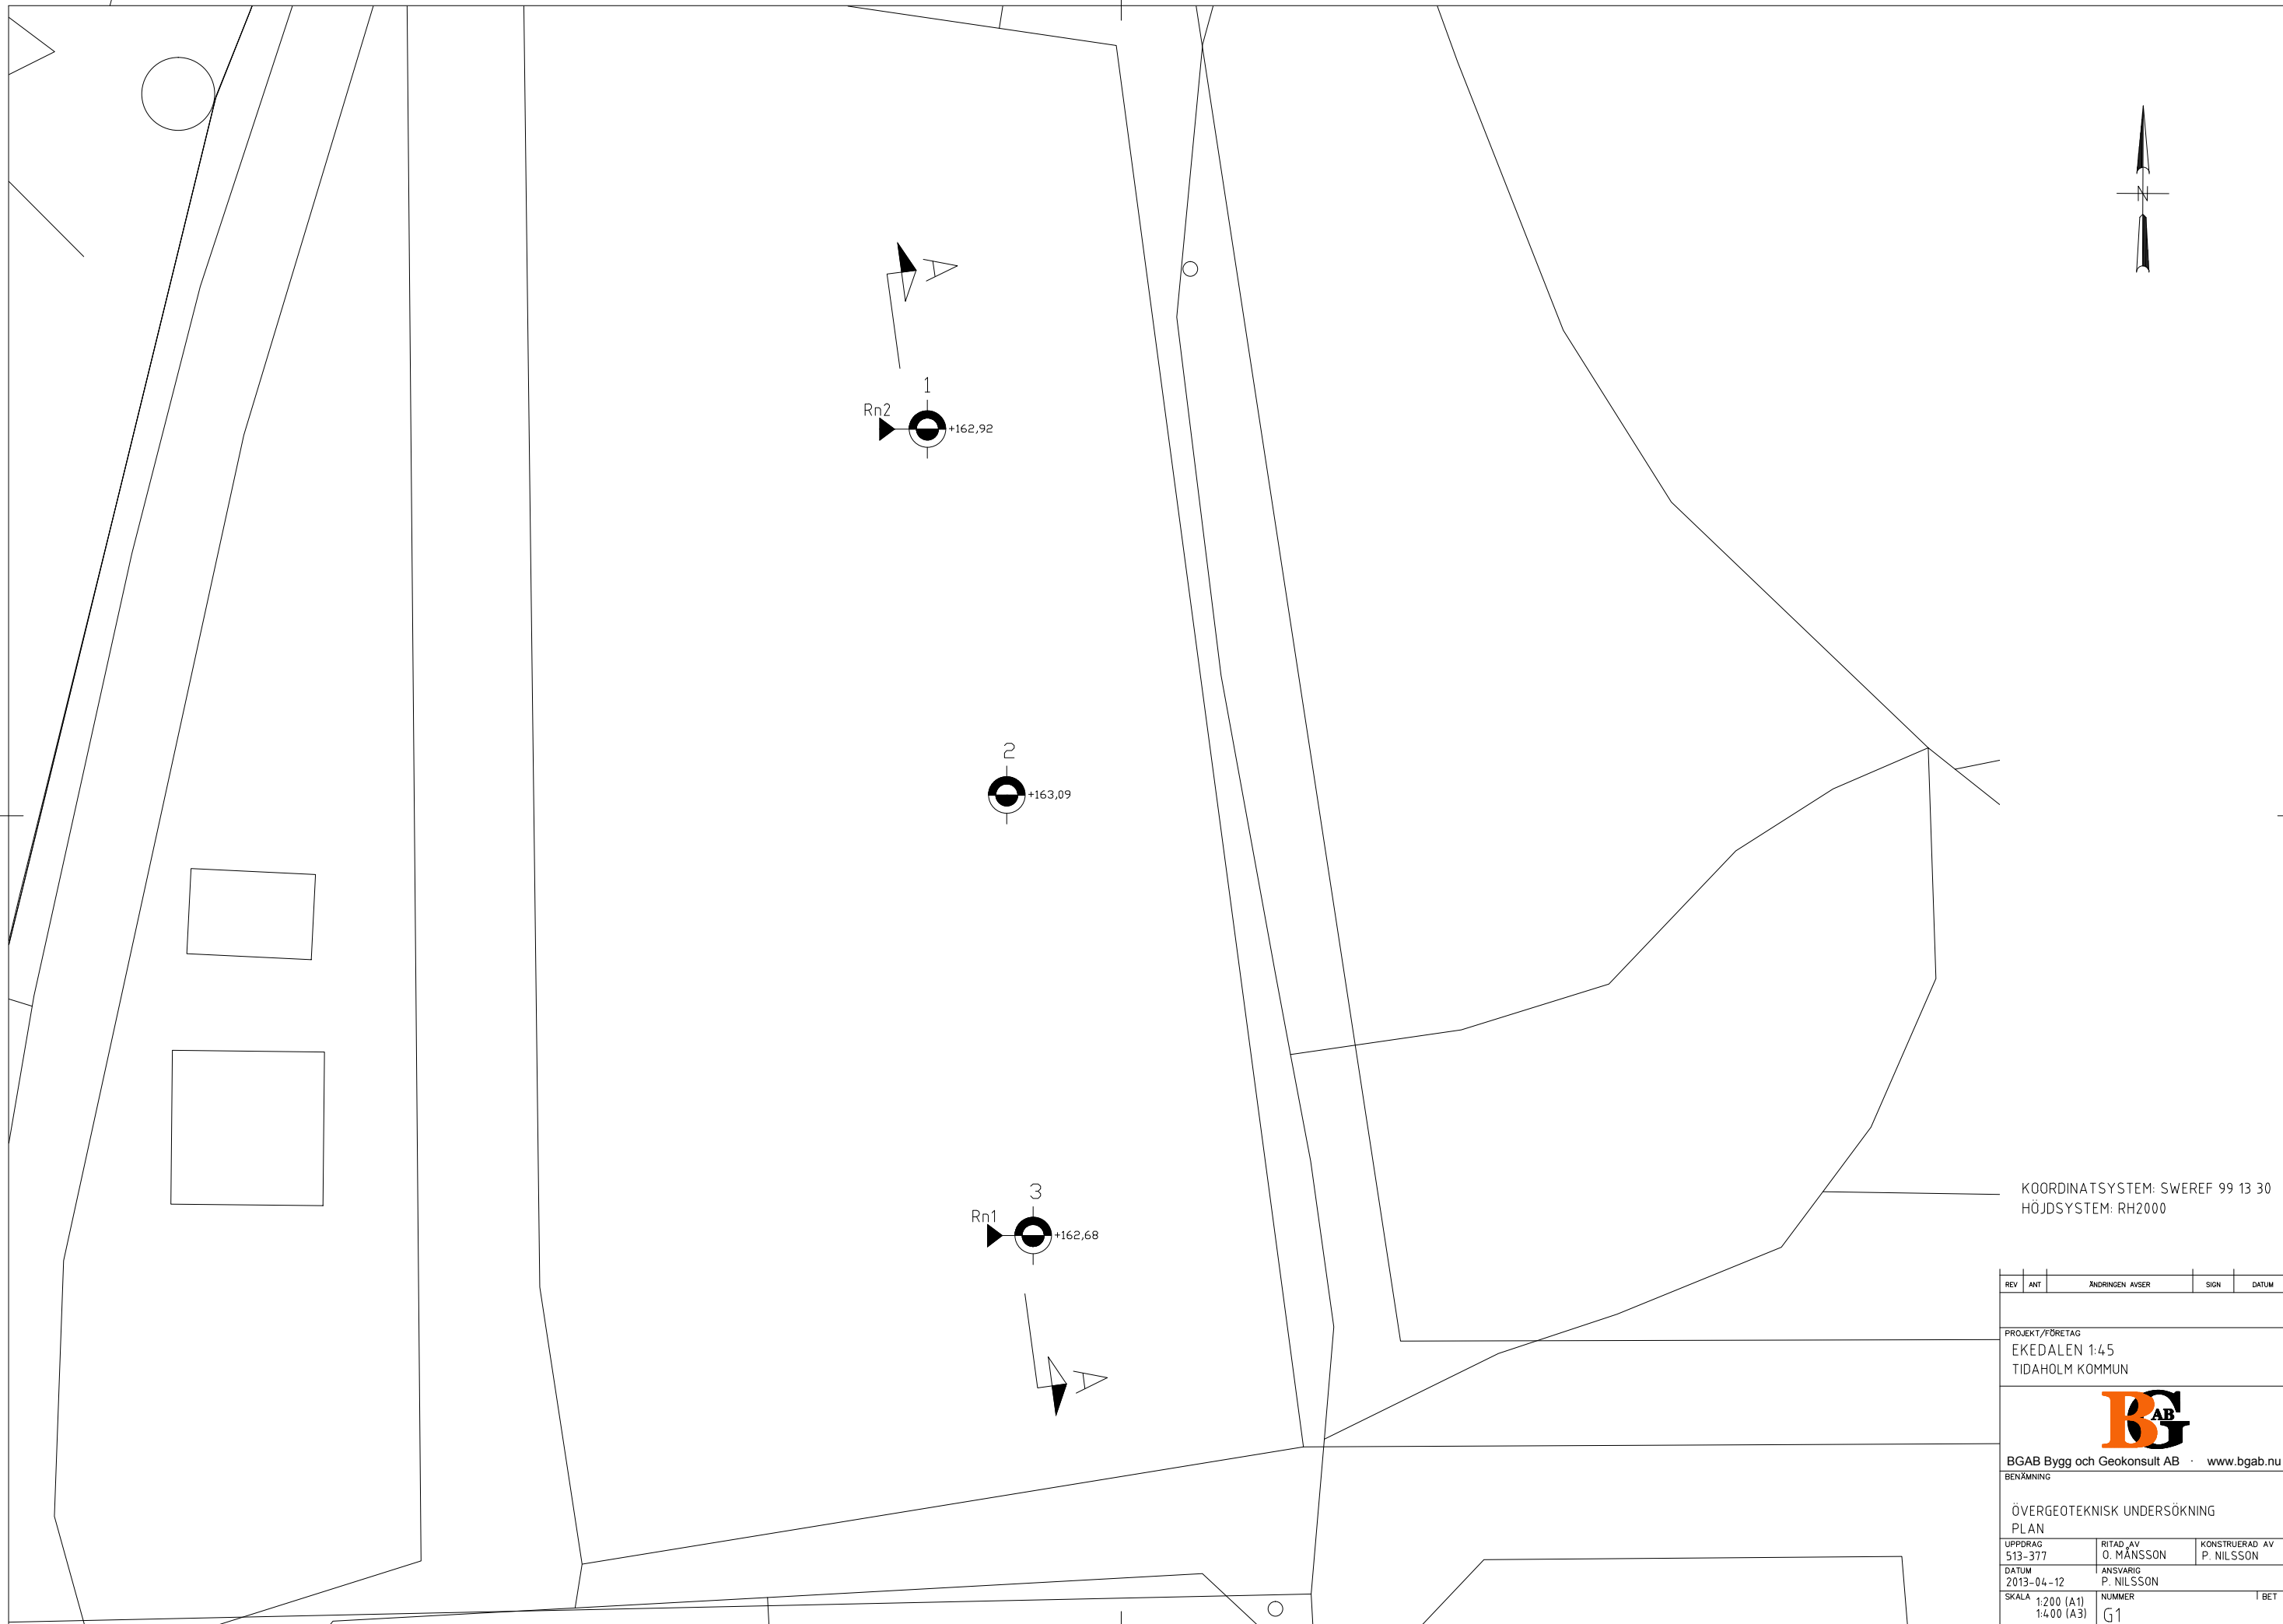 N
A
1
Rn2
+162,92
2
+163,09
3
Rn1
+162,68
A
KOORDINATSYSTEM: SWEREF 99 13 30
HÖJDSYSTEM: RH2000
REV ANT ÄNDRINGEN AVSER SIGN DATUM
PROJEKT/FÖRETAG
EKEDALEN 1:45
TIDAHOLM KOMMUN
BG AB
BGAB Bygg och Geokonsult AB · www.bgab.nu
BENÄMNING
ÖVERGEOTEKNISK UNDERSÖKNING
PLAN
UPPDRAG RITAD AV KONSTRUERAD AV
513-377 O. MÅNSSON P. NILSSON
DATUM ANSVARIG
2013-04-12 P. NILSSON
SKALA 1:200 (A1) NUMMER BET
1:400 (A3) G1